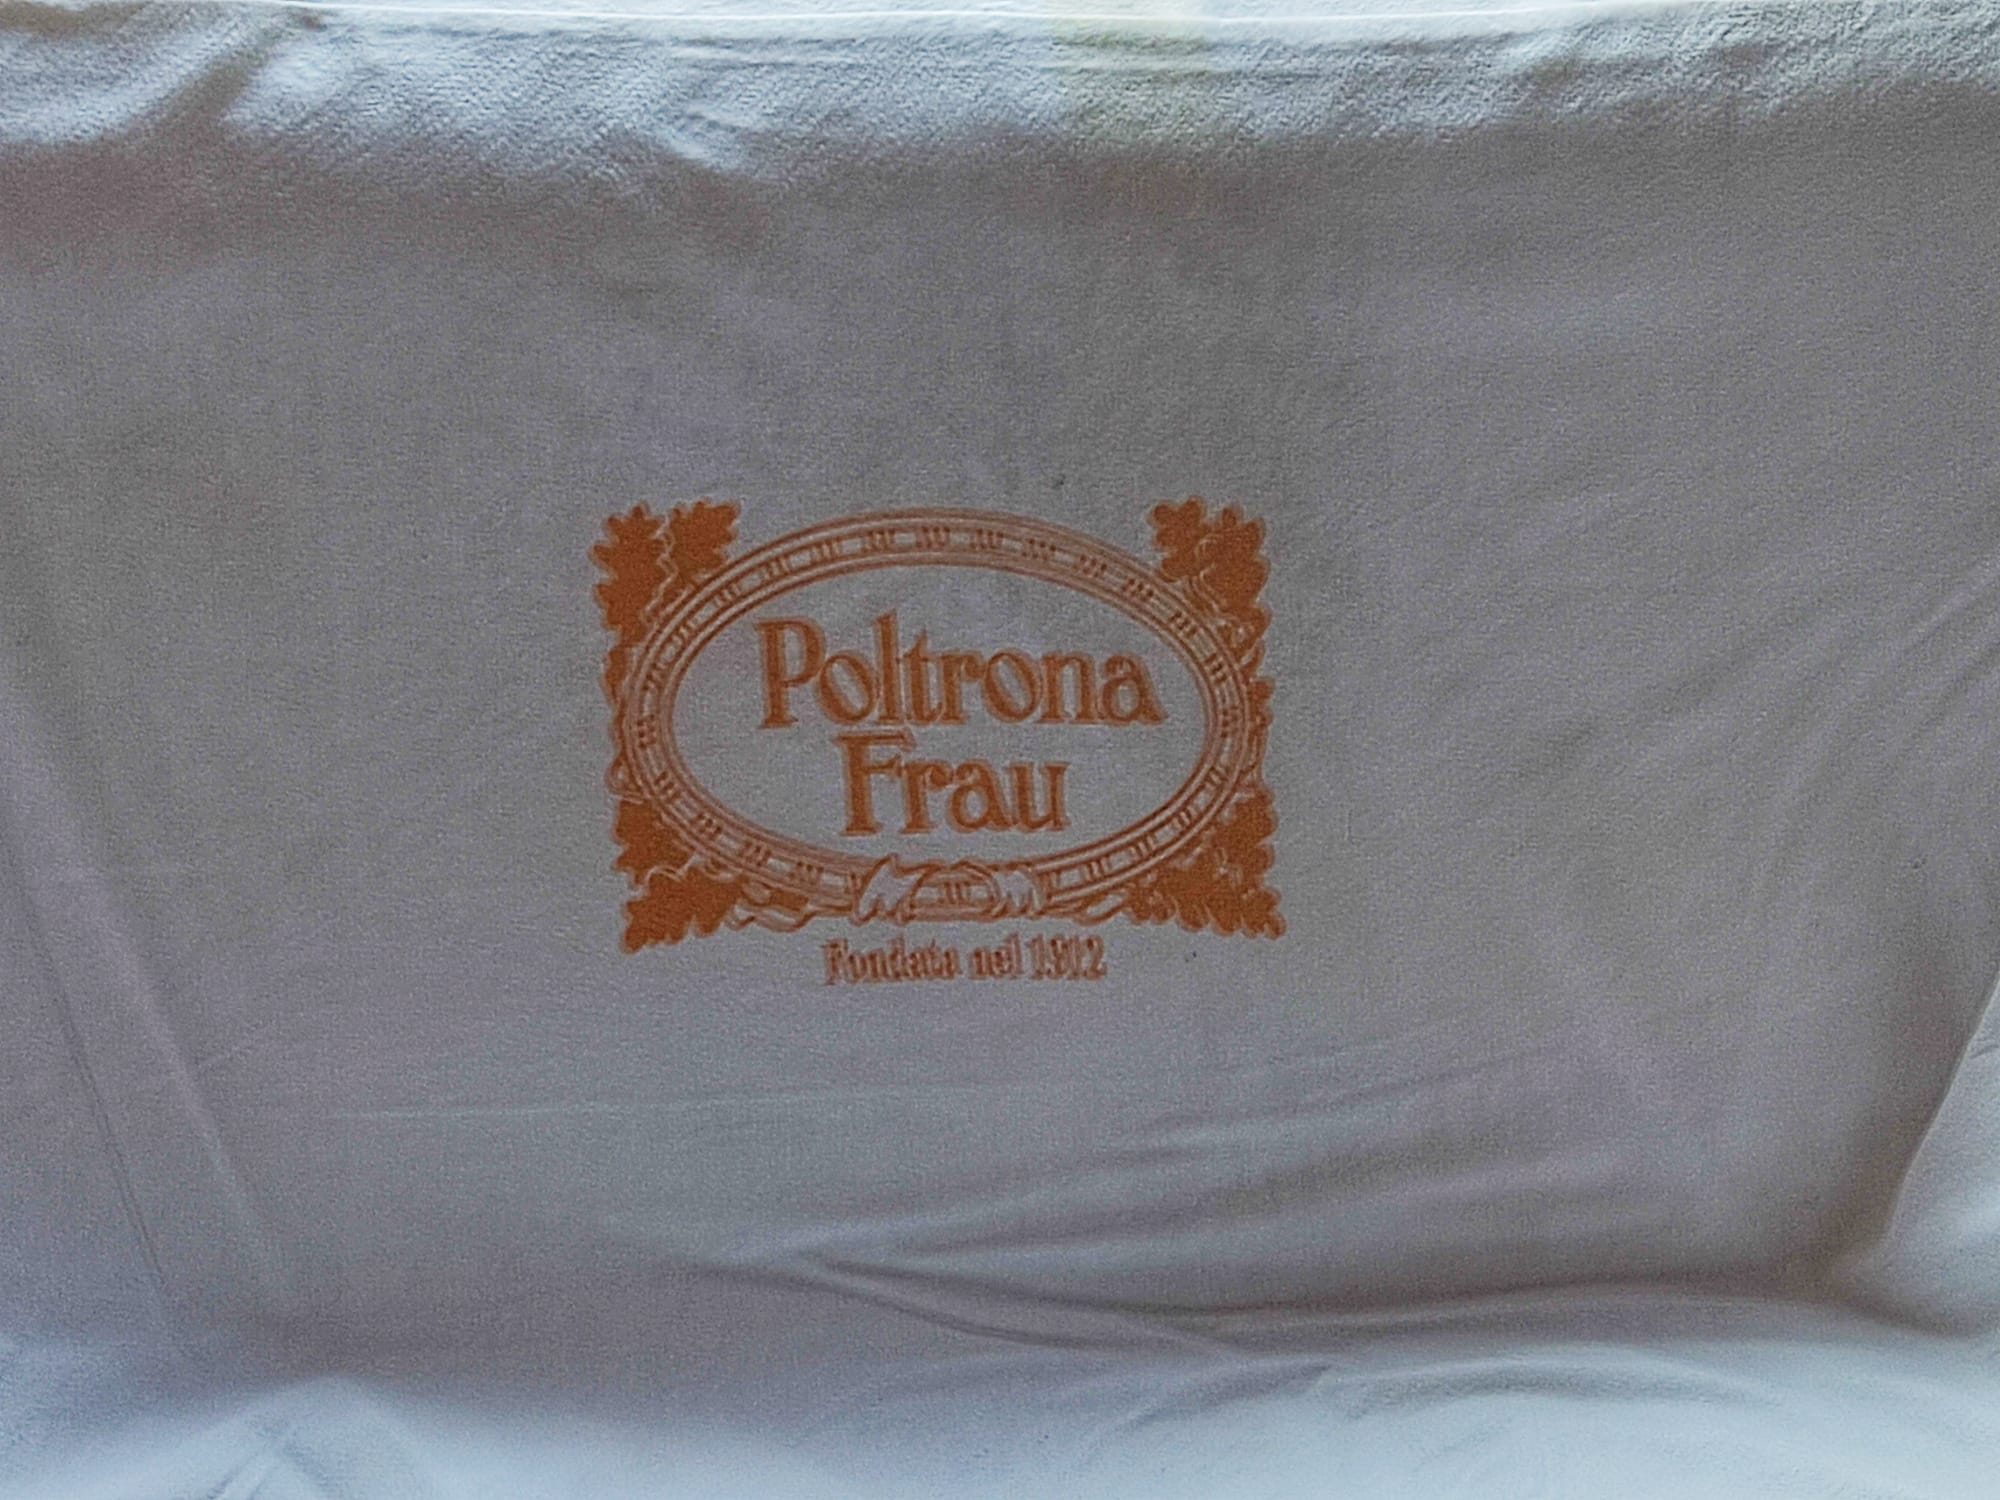 Poltrona
Frau
Fondata nel 1912